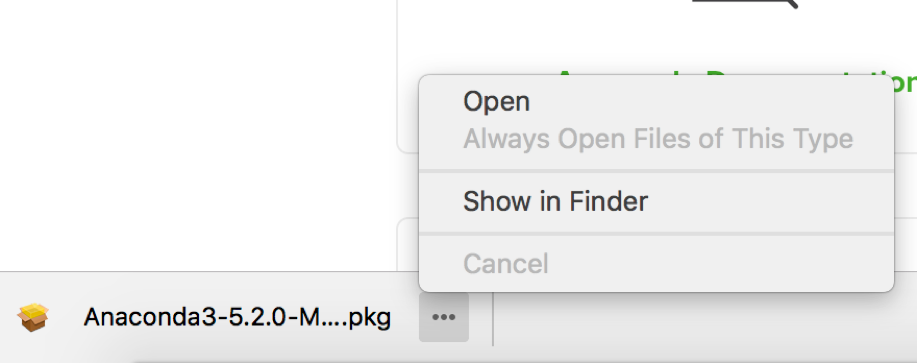 Open
Always Open Files of This Type
Show in Finder
Cancel
Anaconda3-5.2.0-M....pkg